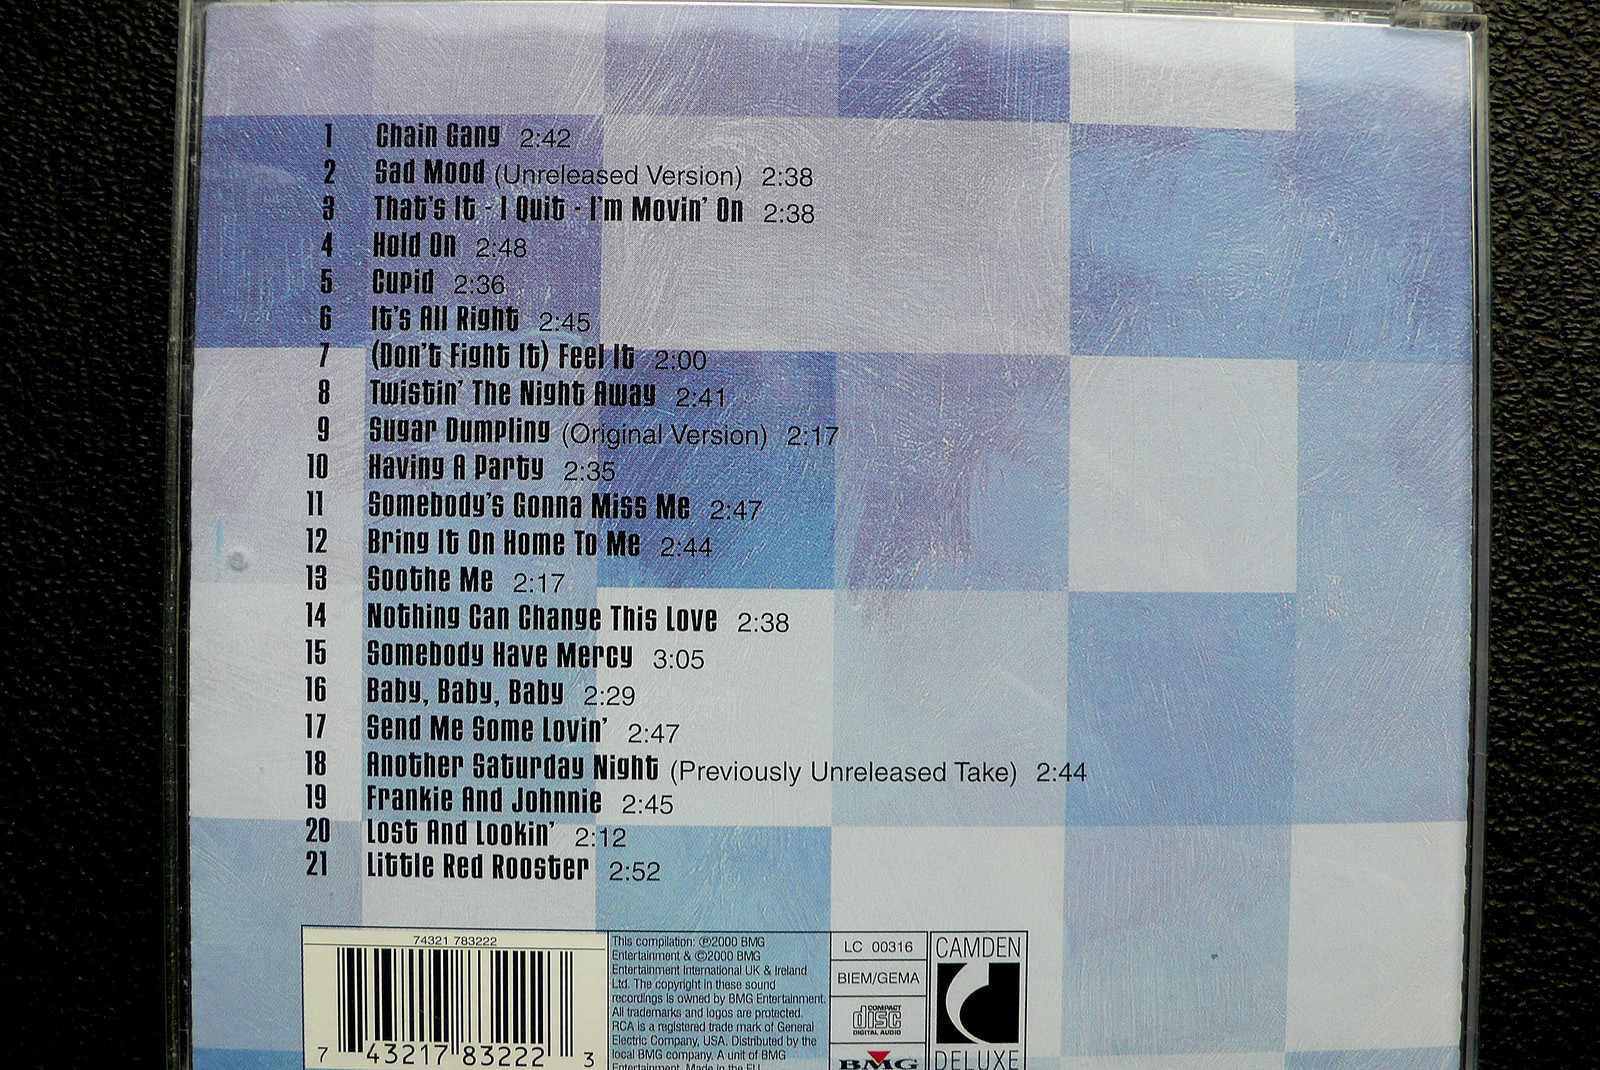 1 Chain Gang 2:42
2 Sad Mood (Unreleased Version) 2:38
3 That's It - I Quit - I'm Movin' On 2:38
4 Hold On 2:48
5 Cupid 2:36
6 It's All Right 2:45
7 (Don't Fight It) Feel It 2:00
8 Twistin' The Night Away 2:41
9 Sugar Dumpling (Original Version) 2:17
10 Having A Party 2:35
11 Somebody's Gonna Miss Me 2:47
12 Bring It On Home To Me 2:44
13 Soothe Me 2:17
14 Nothing Can Change This Love 2:38
15 Somebody Have Mercy 3:05
16 Baby, Baby, Baby 2:29
17 Send Me Some Lovin' 2:47
18 Another Saturday Night (Previously Unreleased Take) 2:44
19 Frankie And Johnnie 2:45
20 Lost And Lookin' 2:12
21 Little Red Rooster 2:52
74321 783222
7 43217 83222 3
This compilation: ℗2000 BMG
Entertainment & ©2000 BMG
Entertainment International UK & Ireland
Ltd. The copyright in these sound
recordings is owned by BMG Entertainment.
All trademarks and logos are protected.
RCA is a registered trade mark of General
Electric Company, USA. Distributed by the
local BMG company. A unit of BMG
Entertainment. Made in the EU.
LC 00316
BIEM/GEMA
COMPACT
disc
DIGITAL AUDIO
BMG
CAMDEN
DELUXE